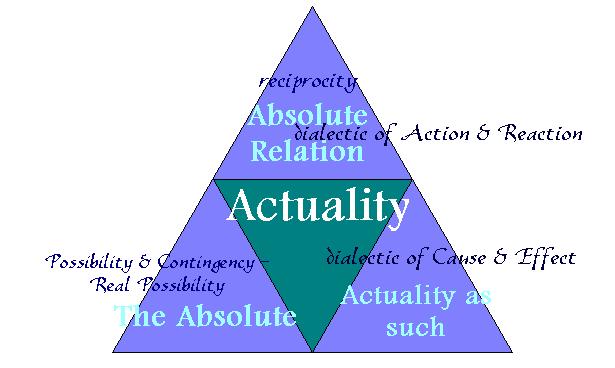 reciprocity
Absolute
Relation
dialectic of Action & Reaction
Actuality
Possibility & Contingency –
Real Possibility
The Absolute
dialectic of Cause & Effect
Actuality as
such